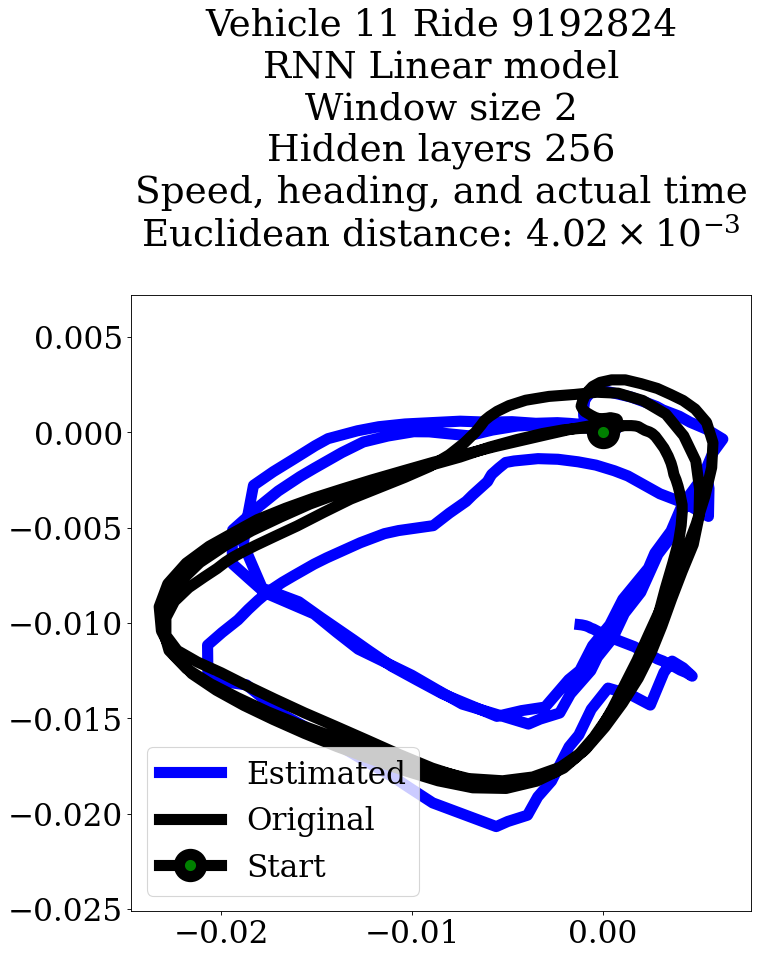 Vehicle 11 Ride 9192824
RNN Linear model
Window size 2
Hidden layers 256
Speed, heading, and actual time
Euclidean distance: 4.02 × 10⁻³
0.005
0.000
−0.005
−0.010
−0.015
−0.020
−0.025
Estimated
Original
Start
−0.02
−0.01
0.00